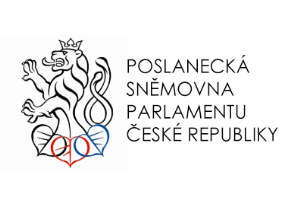 POSLANECKÁ
SNĚMOVNA
PARLAMENTU
ČESKÉ REPUBLIKY